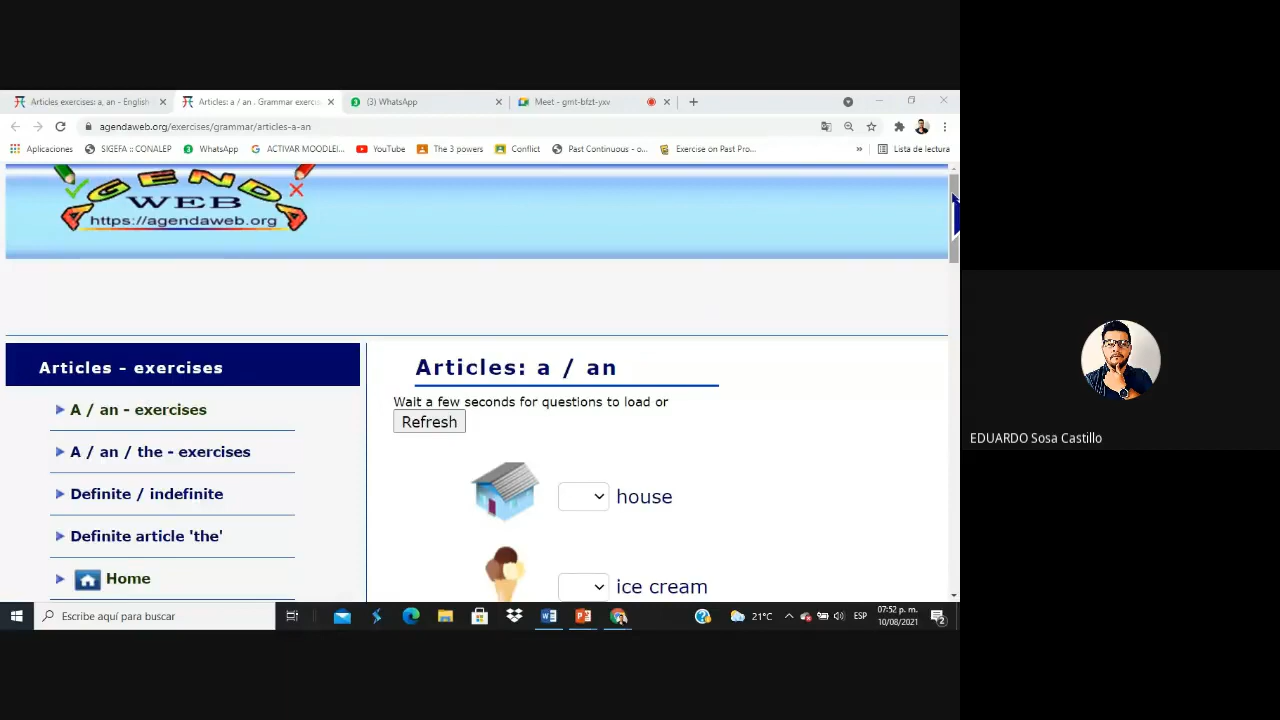 Articles exercises: a, an - English
Articles: a / an . Grammar exercis
(3) WhatsApp
Meet - gmt-bfzt-yxv
agendaweb.org/exercises/grammar/articles-a-an
Aplicaciones
SIGEFA :: CONALEP
WhatsApp
ACTIVAR MOODLEI...
YouTube
The 3 powers
Conflict
Past Continuous - o...
Exercise on Past Pro...
»
Lista de lectura
AGENDA
WEB
https://agendaweb.org
Articles - exercises
A / an - exercises
A / an / the - exercises
Definite / indefinite
Definite article 'the'
Home
Articles: a / an
Wait a few seconds for questions to load or
Refresh
house
ice cream
EDUARDO Sosa Castillo
Escribe aquí para buscar
21°C
ESP
07:52 p. m.
10/08/2021
2